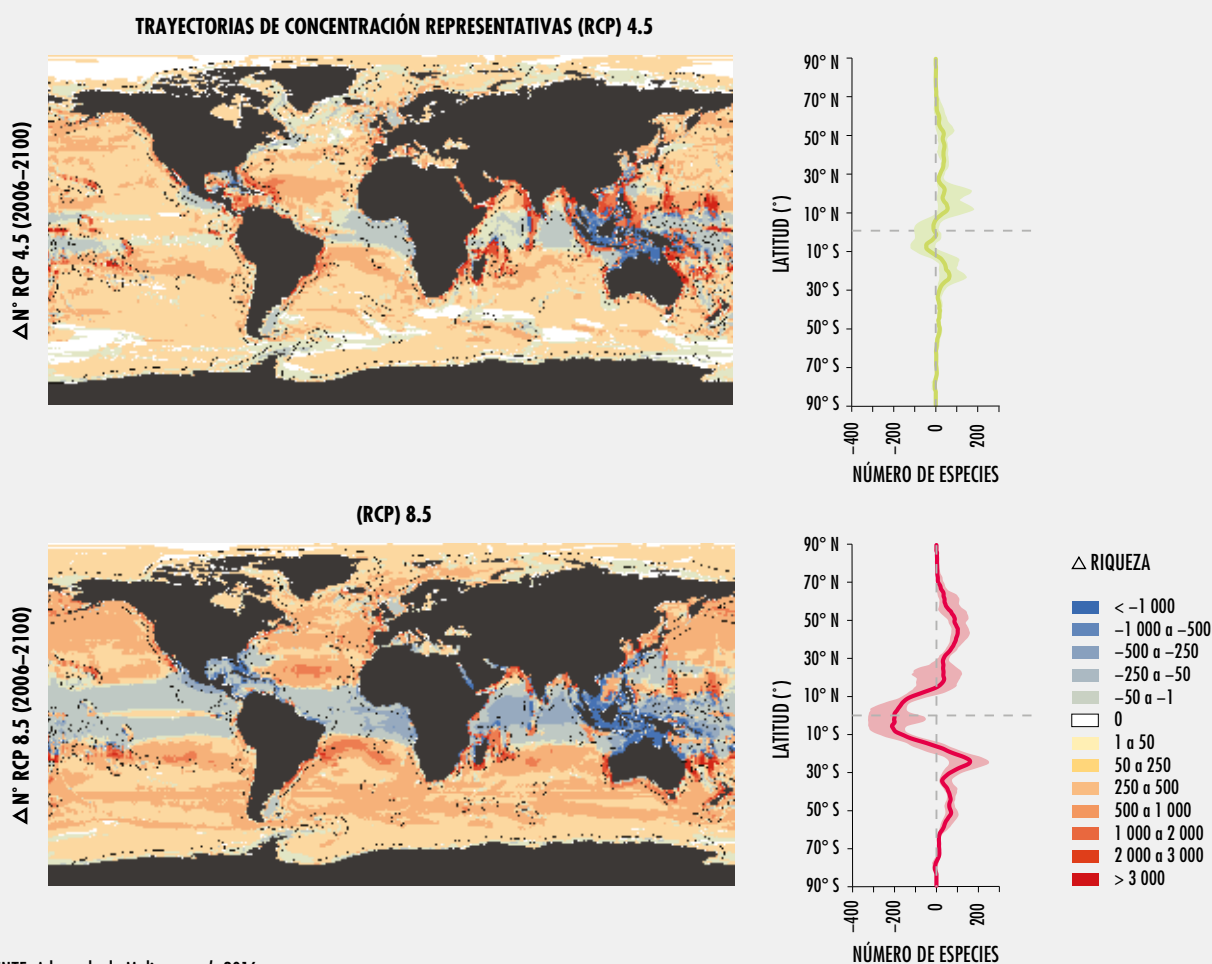 TRAYECTORIAS DE CONCENTRACIÓN REPRESENTATIVAS (RCP) 4.5
△N° RCP 4.5 (2006–2100)
90° N
70° N
50° N
30° N
10° N
10° S
30° S
50° S
70° S
90° S
LATITUD (°)
–400
–200
0
200
NÚMERO DE ESPECIES
(RCP) 8.5
△N° RCP 8.5 (2006–2100)
90° N
70° N
50° N
30° N
10° N
10° S
30° S
50° S
70° S
90° S
LATITUD (°)
–400
–200
0
200
NÚMERO DE ESPECIES
△ RIQUEZA
< –1 000
–1 000 a –500
–500 a –250
–250 a –50
–50 a –1
0
1 a 50
50 a 250
250 a 500
500 a 1 000
1 000 a 2 000
2 000 a 3 000
> 3 000